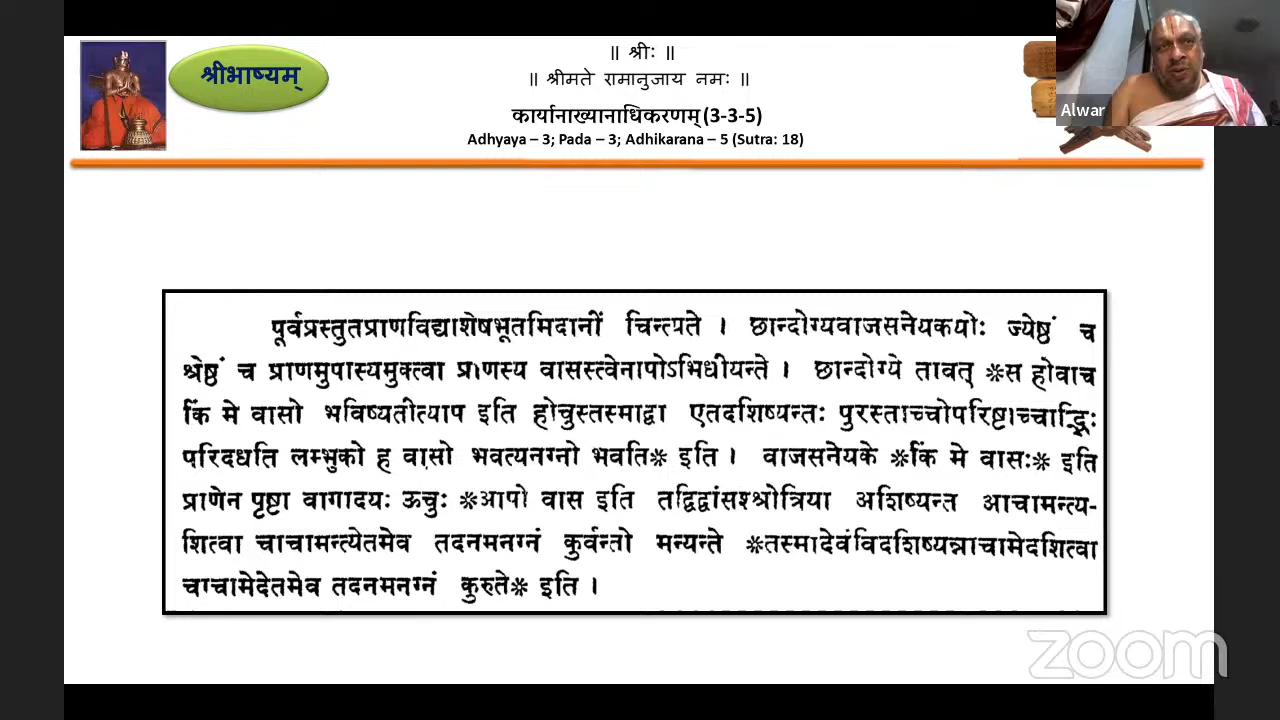 श्रीभाष्यम्
॥ श्रीः ॥
॥ श्रीमते रामानुजाय नमः ॥
कार्यानाख्यानाधिकरणम् (3-3-5)
Adhyaya – 3; Pada – 3; Adhikarana – 5 (Sutra: 18)
Alwar
पूर्वप्रस्तुतप्राणविद्याशेषभूतमिदानीं चिन्त्यते । छान्दोग्यवाजसनेयकयोः ज्येष्ठं च
श्रेष्ठं च प्राणमुपास्यमुक्त्वा प्राणस्य वासस्त्वेनापोऽभिधीयन्ते । छान्दोग्ये तावत् ※स होवाच
किं मे वासो भविष्यतीत्याप इति होचुस्तस्माद्वा एतदशिष्यन्तः पुरस्ताच्चोपरिष्टाच्चाद्भिः
परिदधति लम्भुको ह वासो भवत्यनग्नो भवति※ इति । वाजसनेयके ※किं मे वासः※ इति
प्राणेन पृष्टा वागादयः ऊचुः ※आपो वास इति तद्विद्वांसश्श्रोत्रिया अशिष्यन्त आचामन्त्य-
शित्वा चाचामन्त्येतमेव तदनमनग्नं कुर्वन्तो मन्यन्ते ※तस्मादेवंविदशिष्यन्नाचामेदशित्वा
चाचामेदेतमेव तदनमनग्नं कुरुते※ इति ।
zoom